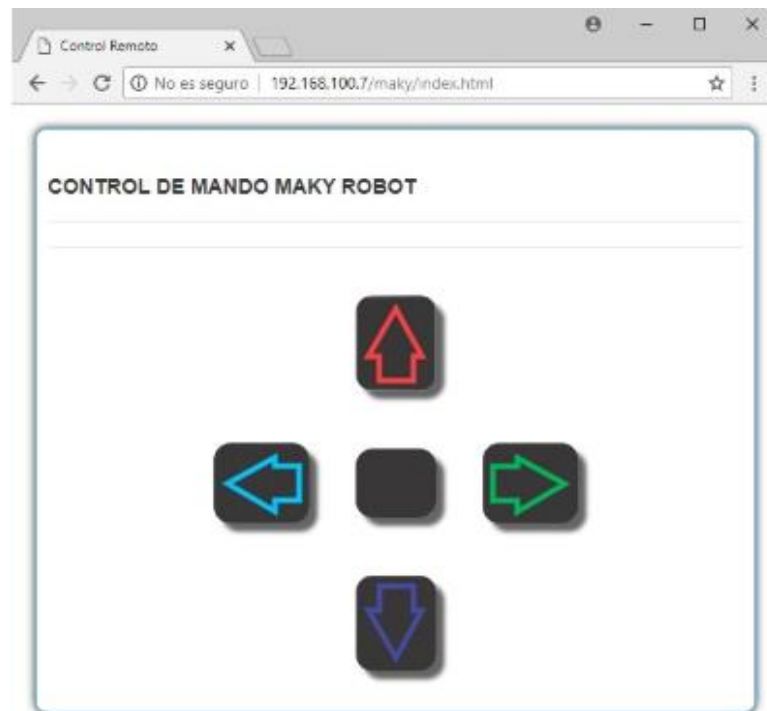 Control Remoto
No es seguro | 192.168.100.7/maky/index.html
CONTROL DE MANDO MAKY ROBOT